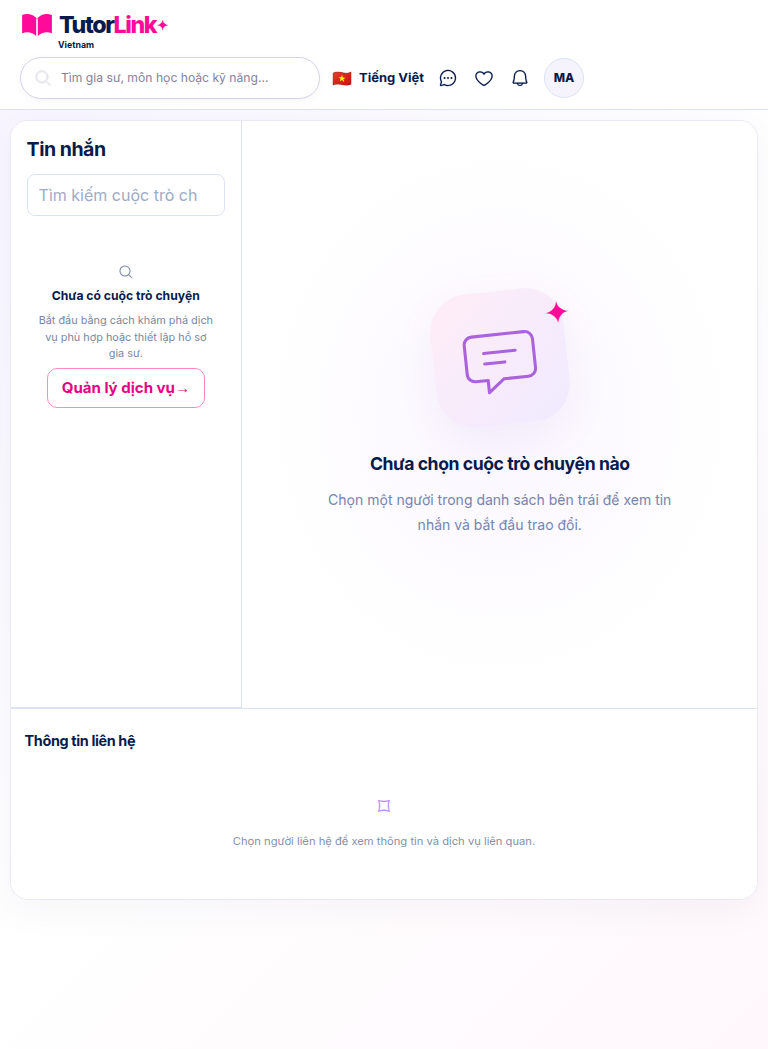 TutorLink
Vietnam
Tìm gia sư, môn học hoặc kỹ năng...
Tiếng Việt
MA
Tin nhắn
Tìm kiếm cuộc trò ch
Chưa có cuộc trò chuyện
Bắt đầu bằng cách khám phá dịch
vụ phù hợp hoặc thiết lập hồ sơ
gia sư.
Quản lý dịch vụ→
Chưa chọn cuộc trò chuyện nào
Chọn một người trong danh sách bên trái để xem tin
nhắn và bắt đầu trao đổi.
Thông tin liên hệ
Chọn người liên hệ để xem thông tin và dịch vụ liên quan.